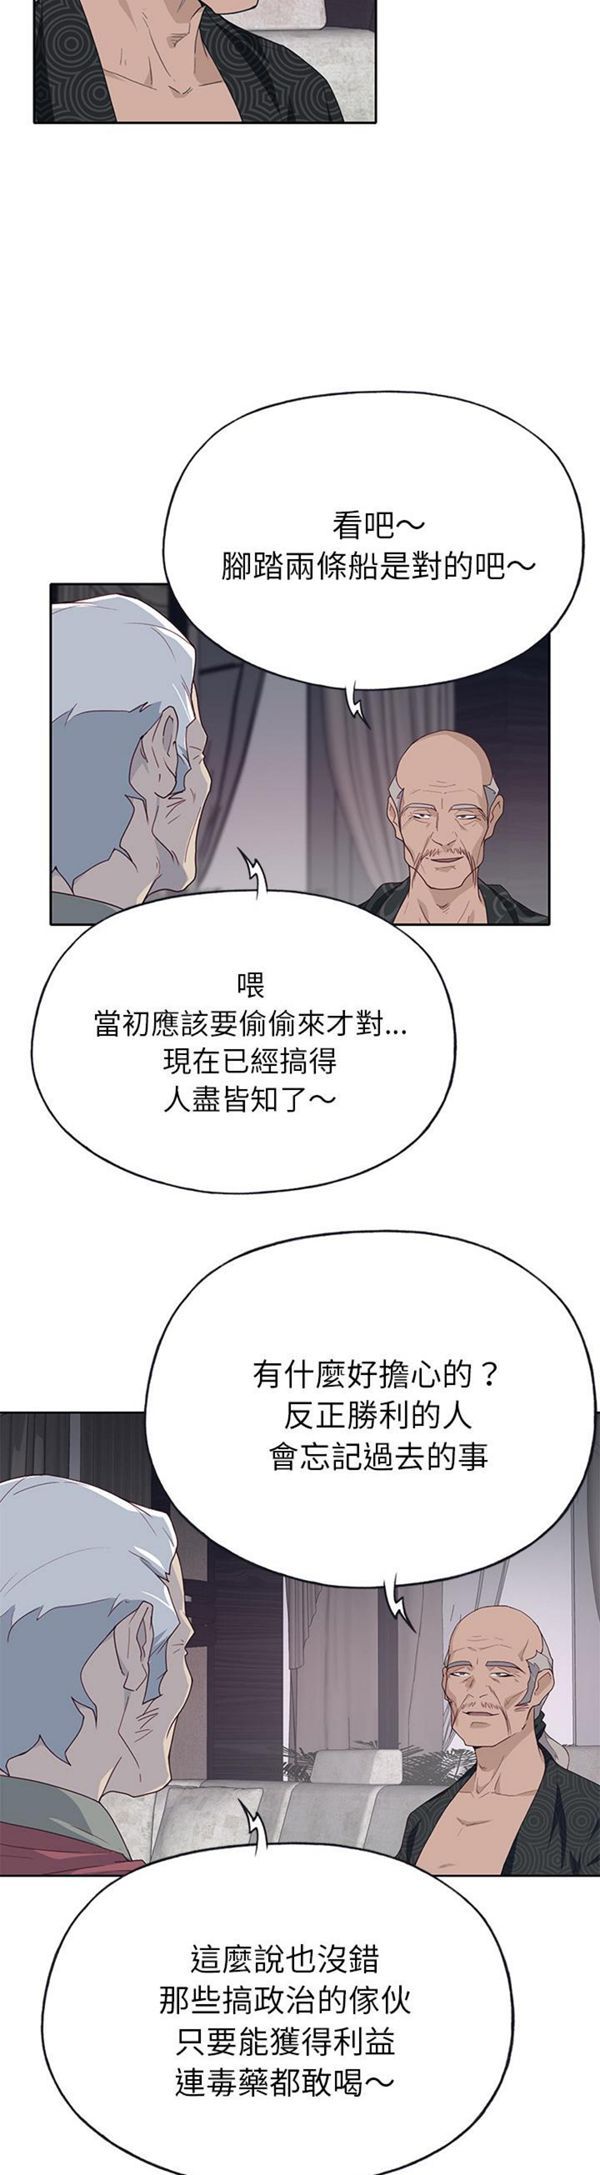 看吧～
腳踏兩條船是對的吧～
喂
當初應該要偷偷來才對...
現在已經搞得
人盡皆知了～
有什麼好擔心的？
反正勝利的人
會忘記過去的事
這麼說也沒錯
那些搞政治的傢伙
只要能獲得利益
連毒藥都敢喝～